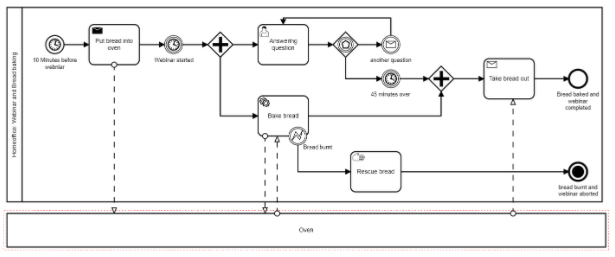 Homeoffice: Webinar and Breadbaking
10 Minutes before
webniar
Put bread into
oven
Webinar started
Answering
question
another question
45 minutes over
Take bread out
Bread baked and
webinar
completed
Bake bread
Bread burnt
Rescue bread
bread burnt and
webinar aborted
Oven